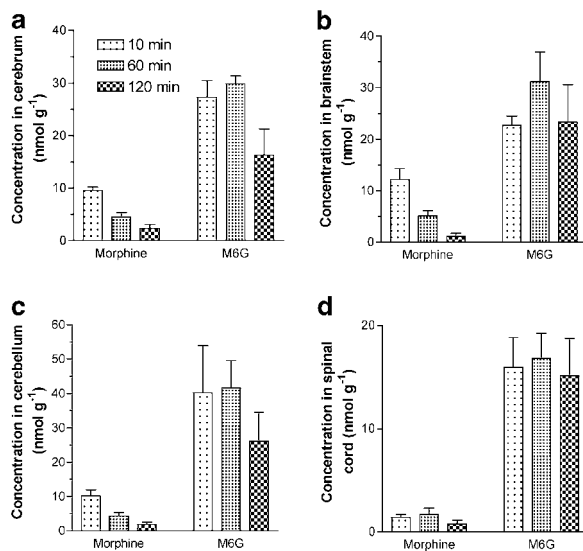 a
Concentration in cerebrum
(nmol g⁻¹)
40
30
20
10
0
10 min
60 min
120 min
Morphine
M6G
b
Concentration in brainstem
(nmol g⁻¹)
40
30
20
10
0
Morphine
M6G
c
Concentration in cerebellum
(nmol g⁻¹)
60
50
40
30
20
10
0
Morphine
M6G
d
Concentration in spinal
cord (nmol g⁻¹)
20
10
0
Morphine
M6G